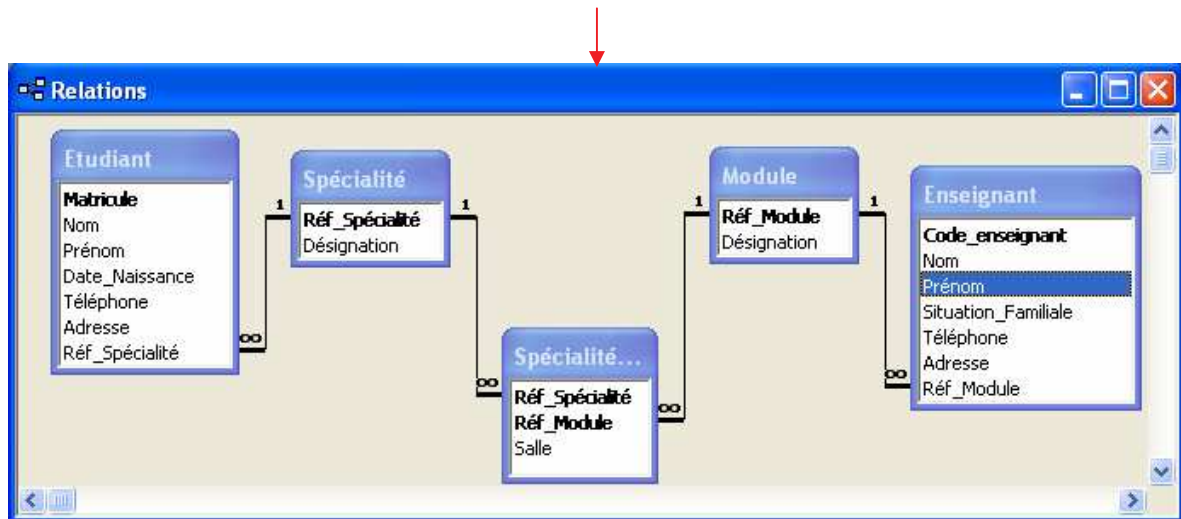 Relations
Etudiant
Matricule
Nom
Prénom
Date_Naissance
Téléphone
Adresse
Réf_Spécialité
1
∞
Spécialité
Réf_Spécialité
Désignation
1
∞
Spécialité...
Réf_Spécialité
Réf_Module
Salle
∞
1
Module
Réf_Module
Désignation
1
∞
Enseignant
Code_enseignant
Nom
Prénom
Situation_Familiale
Téléphone
Adresse
Réf_Module